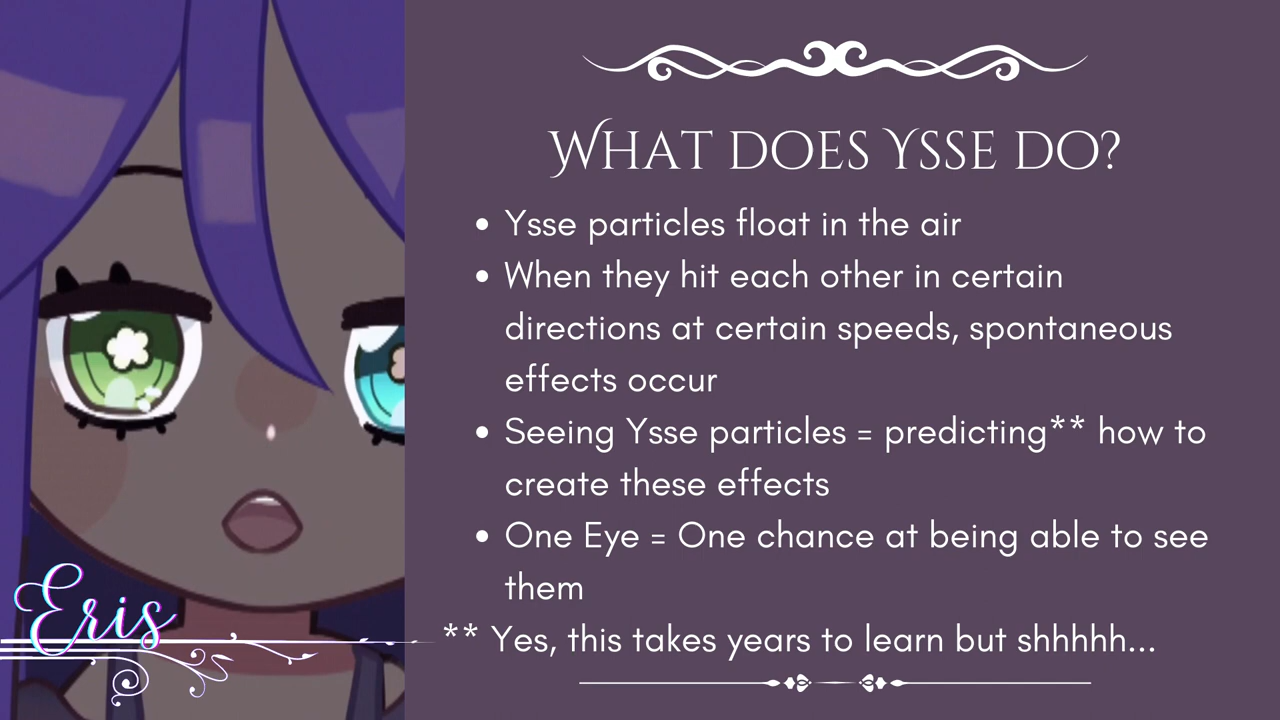 What does Ysse do?
• Ysse particles float in the air
• When they hit each other in certain
directions at certain speeds, spontaneous
effects occur
• Seeing Ysse particles = predicting** how to
create these effects
• One Eye = One chance at being able to see
them
** Yes, this takes years to learn but shhhhh...
Eris